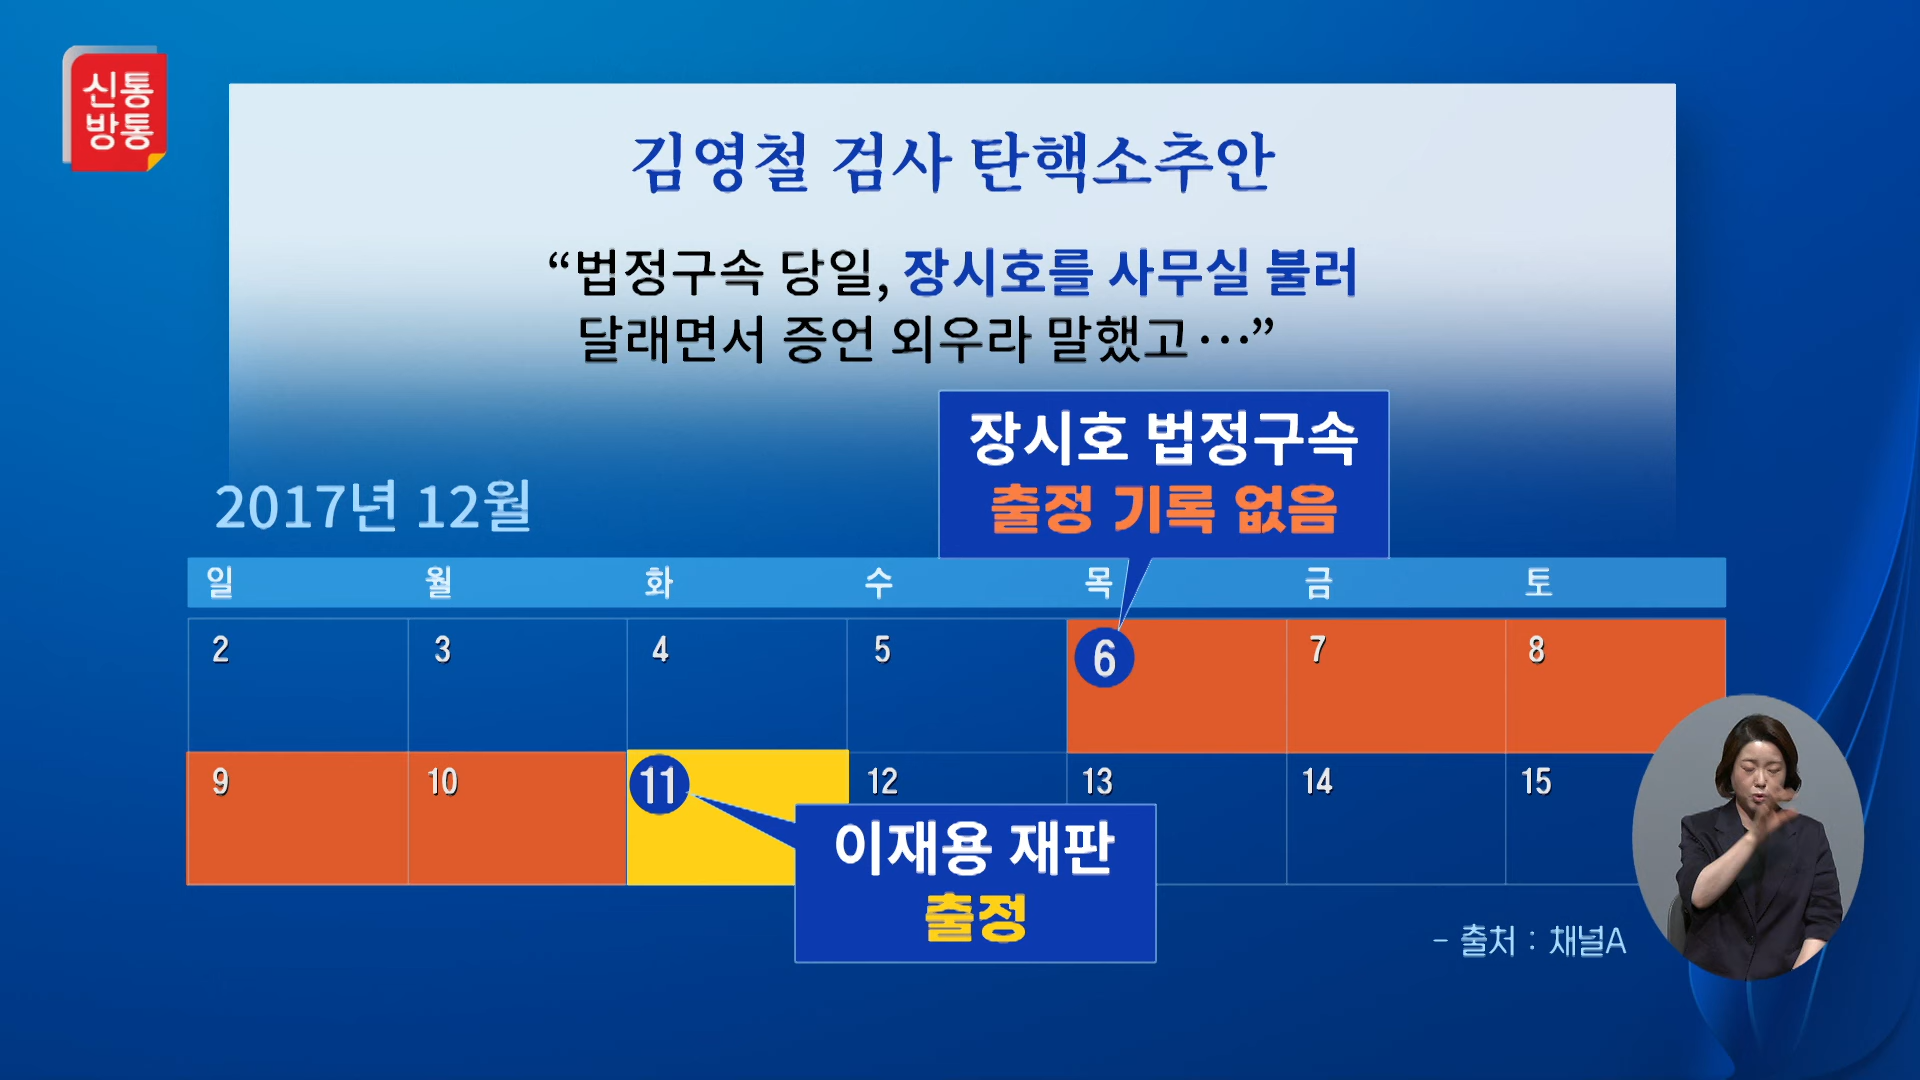 신통
방통
김영철 검사 탄핵소추안
“법정구속 당일, 장시호를 사무실 불러
달래면서 증언 외우라 말했고…”
장시호 법정구속
출정 기록 없음
2017년 12월
일 월 화 수 목 금 토
2 3 4 5 6 7 8
9 10 11 12 13 14 15
이재용 재판
출정
- 출처 : 채널A